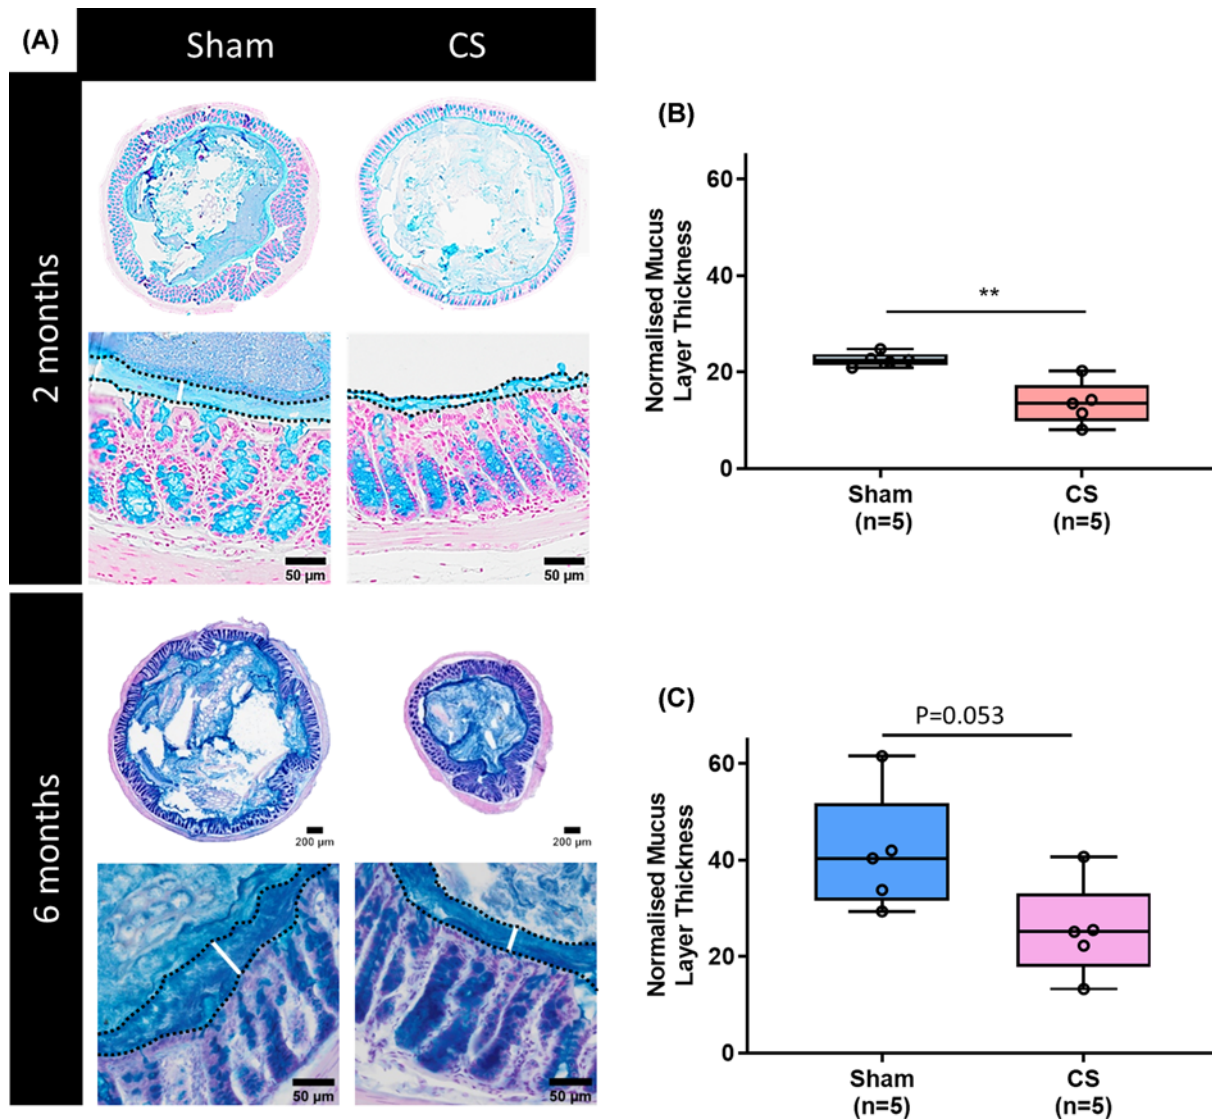 (A)
Sham
CS
2 months
50 µm
50 µm
6 months
200 µm
200 µm
50 µm
50 µm
(B)
Normalised Mucus
Layer Thickness
60
40
20
0
**
Sham
(n=5)
CS
(n=5)
(C)
Normalised Mucus
Layer Thickness
60
40
20
0
P=0.053
Sham
(n=5)
CS
(n=5)